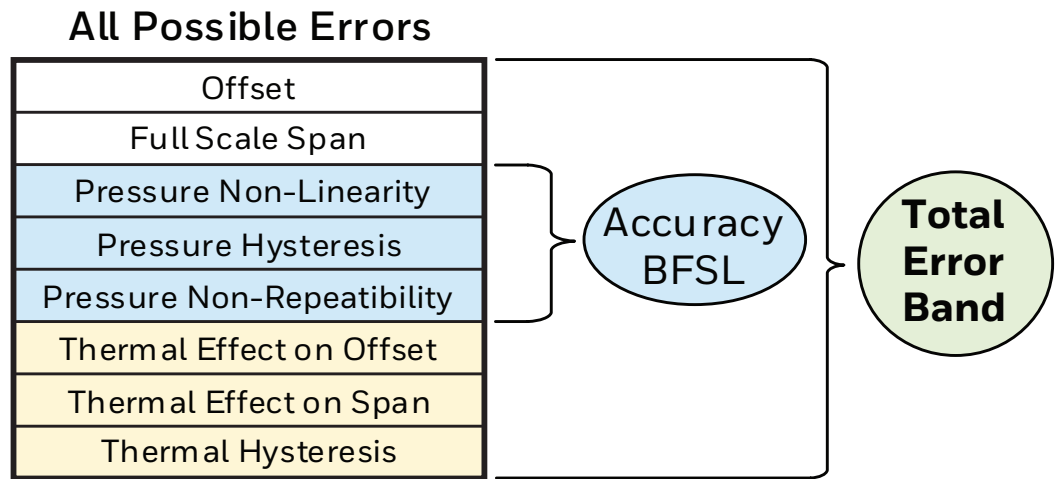 All Possible Errors
Offset
Full Scale Span
Pressure Non-Linearity
Pressure Hysteresis
Pressure Non-Repeatibility
Thermal Effect on Offset
Thermal Effect on Span
Thermal Hysteresis
Accuracy
BFSL
Total
Error
Band